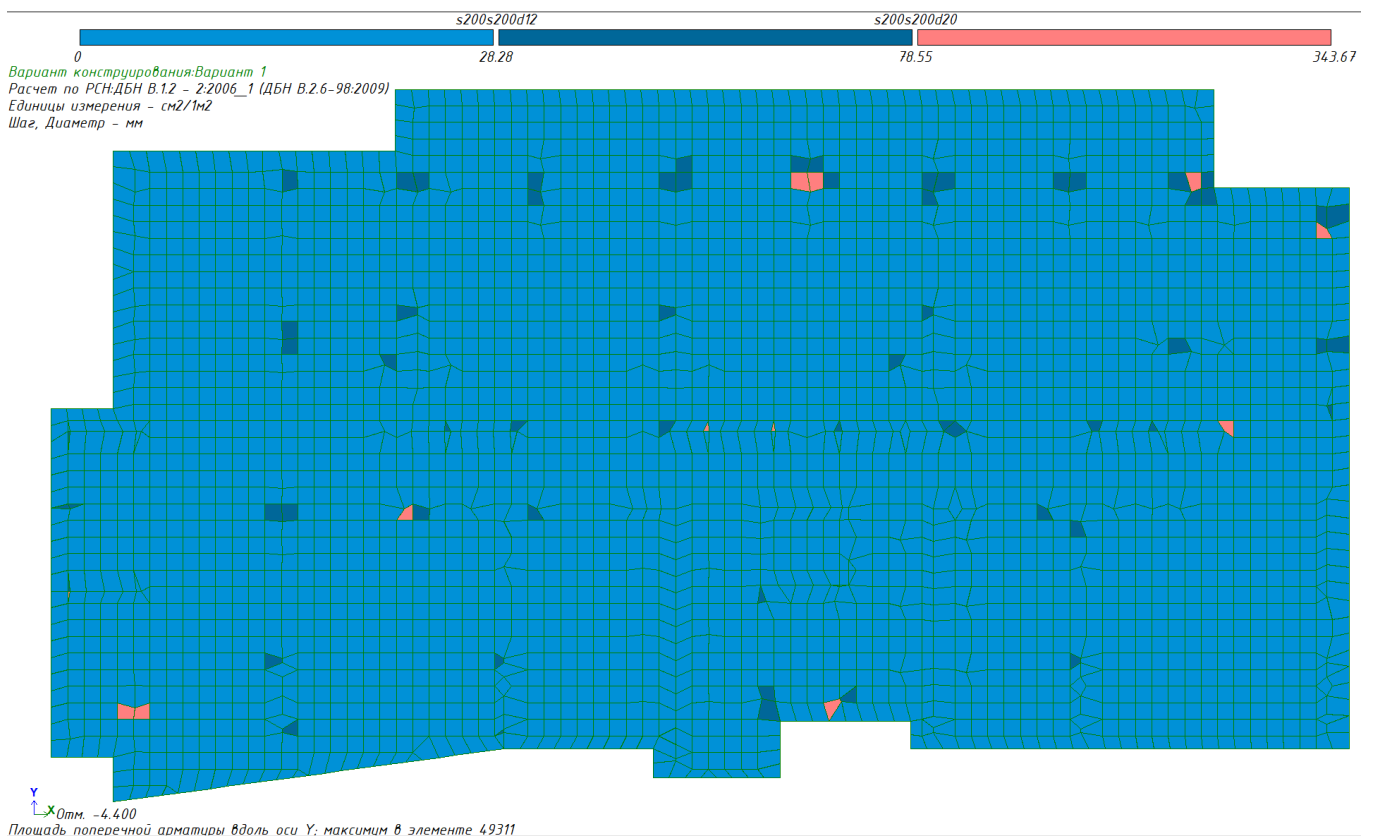 s200s200d12 s200s200d20
0 28.28 78.55 343.67
Вариант конструирования:Вариант 1
Расчет по РСН:ДБН В.1.2 - 2:2006_1 (ДБН В.2.6-98:2009)
Единицы измерения - см2/1м2
Шаг, Диаметр - мм
Y
X
Отм. -4.400
Площадь поперечной арматуры вдоль оси Y; максимум в элементе 49311